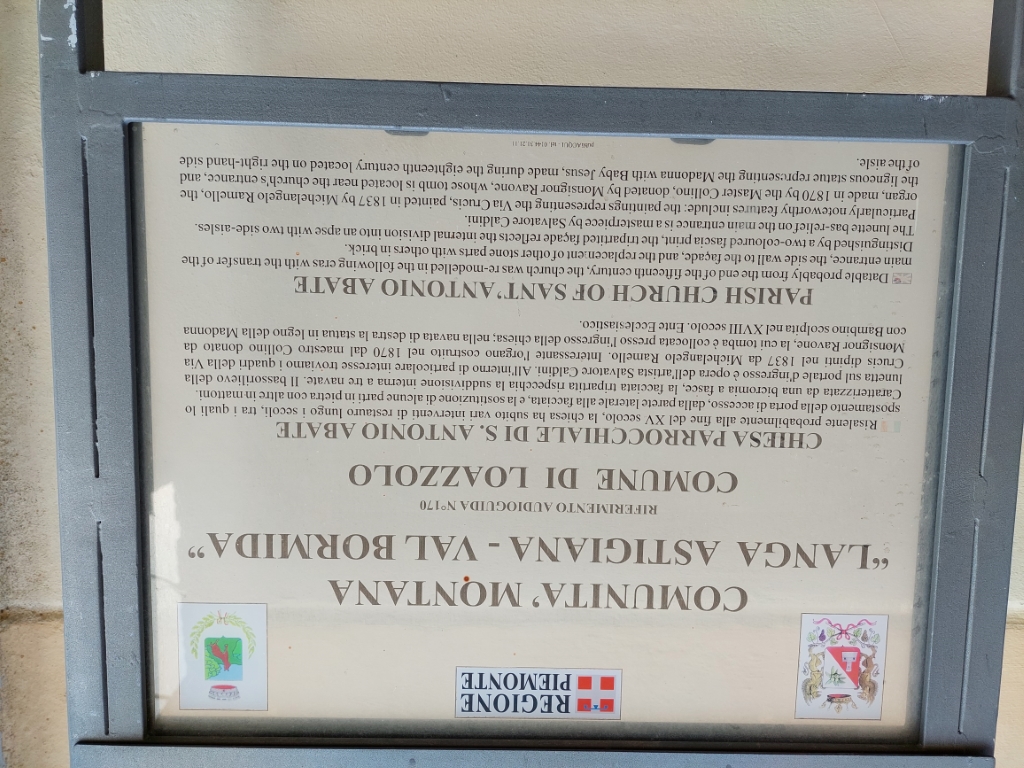 REGIONE
PIEMONTE
COMUNITA' MONTANA
“LANGA ASTIGIANA - VAL BORMIDA”
RIFERIMENTO AUDIOGUIDA N°170
COMUNE DI LOAZZOLO
CHIESA PARROCCHIALE DI S. ANTONIO ABATE
Risalente probabilmente alla fine del XV secolo, la chiesa ha subito vari interventi di restauro lungo i secoli, tra i quali lo
spostamento della porta di accesso, dalla parete laterale alla facciata, e la sostituzione di alcune parti in pietra con altre in mattoni.
Caratterizzata da una bicromia a fasce, la facciata tripartita rispecchia la suddivisione interna a tre navate. Il bassorilievo della
lunetta sul portale d'ingresso è opera dell'artista Salvatore Caldini. All'interno di particolare interesse troviamo i quadri della Via
Crucis dipinti nel 1837 da Michelangelo Ramello. Interessante l'organo costruito nel 1870 dal maestro Collino donato da
Monsignor Ravone, la cui tomba è collocata presso l'ingresso della chiesa; nella navata di destra la statua in legno della Madonna
con Bambino scolpita nel XVIII secolo. Ente Ecclesiastico.
PARISH CHURCH OF SANT'ANTONIO ABATE
Datable probably from the end of the fifteenth century, the church was re-modelled in the following eras with the transfer of the
main entrance, the side wall to the façade, and the replacement of other stone parts with others in brick.
Distinguished by a two-coloured fascia print, the tripartited façade reflects the internal division into an apse with two side-aisles.
The lunette bas-relief on the main entrance is a masterpiece by Salvatore Caldini.
Particularly noteworthy features include: the paintings representing the Via Crucis, painted in 1837 by Michelangelo Ramello, the
organ, made in 1870 by the Master Collino, donated by Monsignor Ravone, whose tomb is located near the church's entrance, and
the ligneous statue representing the Madonna with Baby Jesus, made during the eighteenth century located on the right-hand side
of the aisle.